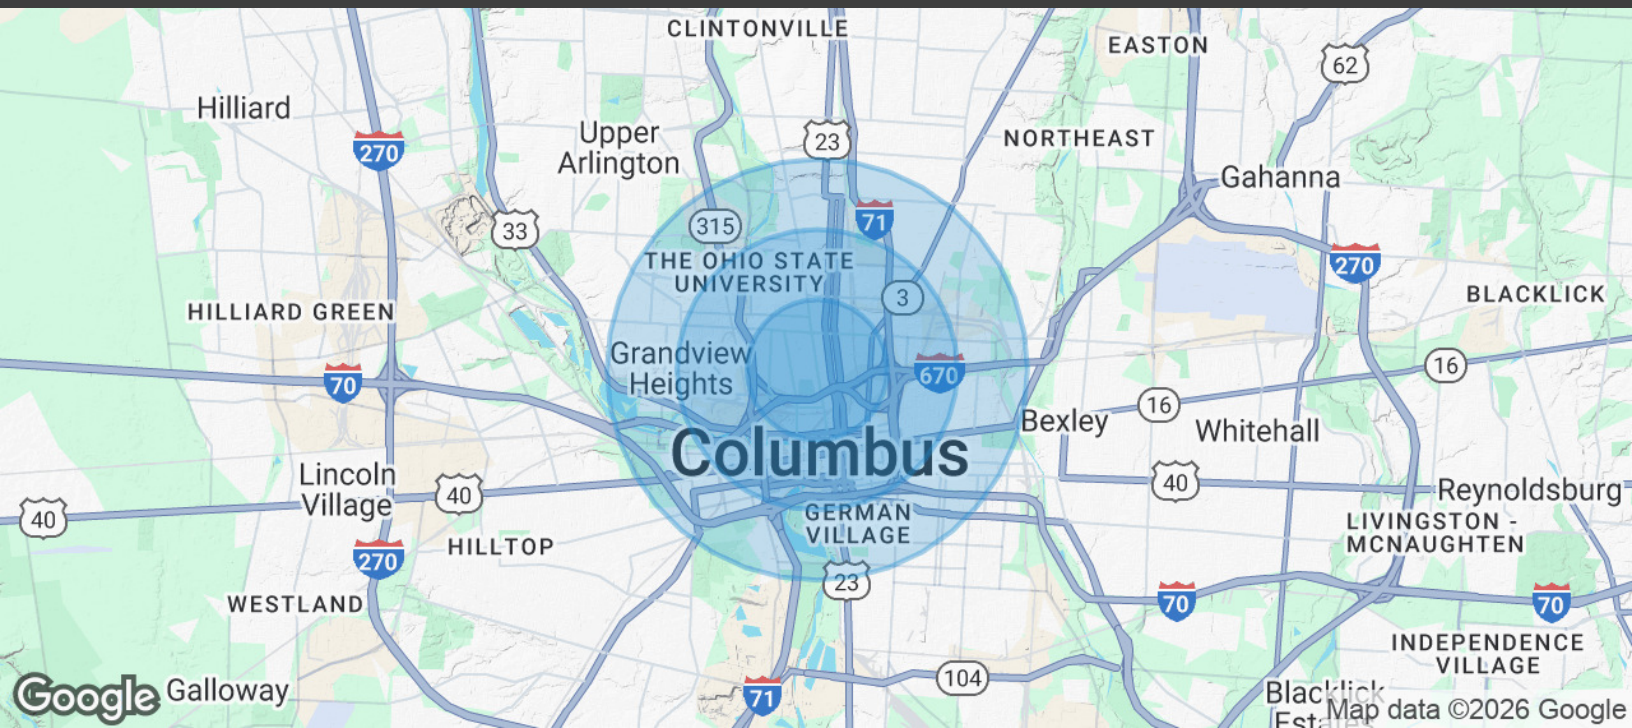 CLINTONVILLE
EASTON
62
Hilliard
Upper
Arlington
23
NORTHEAST
270
Gahanna
315
71
33
THE OHIO STATE
UNIVERSITY
270
3
BLACKLICK
HILLIARD GREEN
Grandview
Heights
70
670
16
16
Bexley
Whitehall
Columbus
Lincoln
Village
40
40
Reynoldsburg
40
GERMAN
VILLAGE
LIVINGSTON -
MCNAUGHTEN
HILLTOP
270
23
WESTLAND
70
70
INDEPENDENCE
VILLAGE
104
Google
Galloway
71
Blacklick
Estates
Map data ©2026 Google